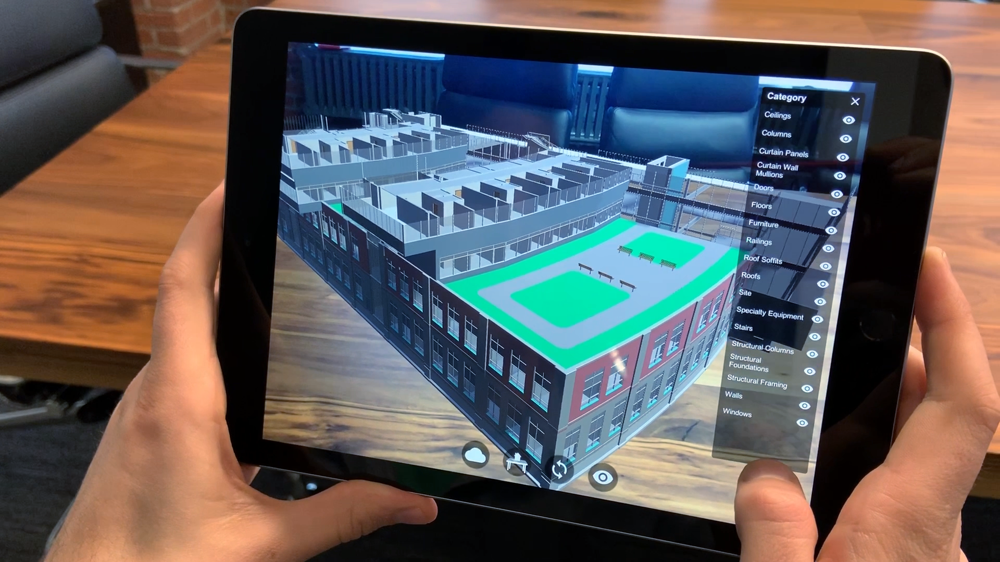 Category
Ceilings
Columns
Curtain Panels
Curtain Wall
Mullions
Doors
Floors
Furniture
Railings
Roof Soffits
Roofs
Site
Specialty Equipment
Stairs
Structural Columns
Structural
Foundations
Structural Framing
Walls
Windows